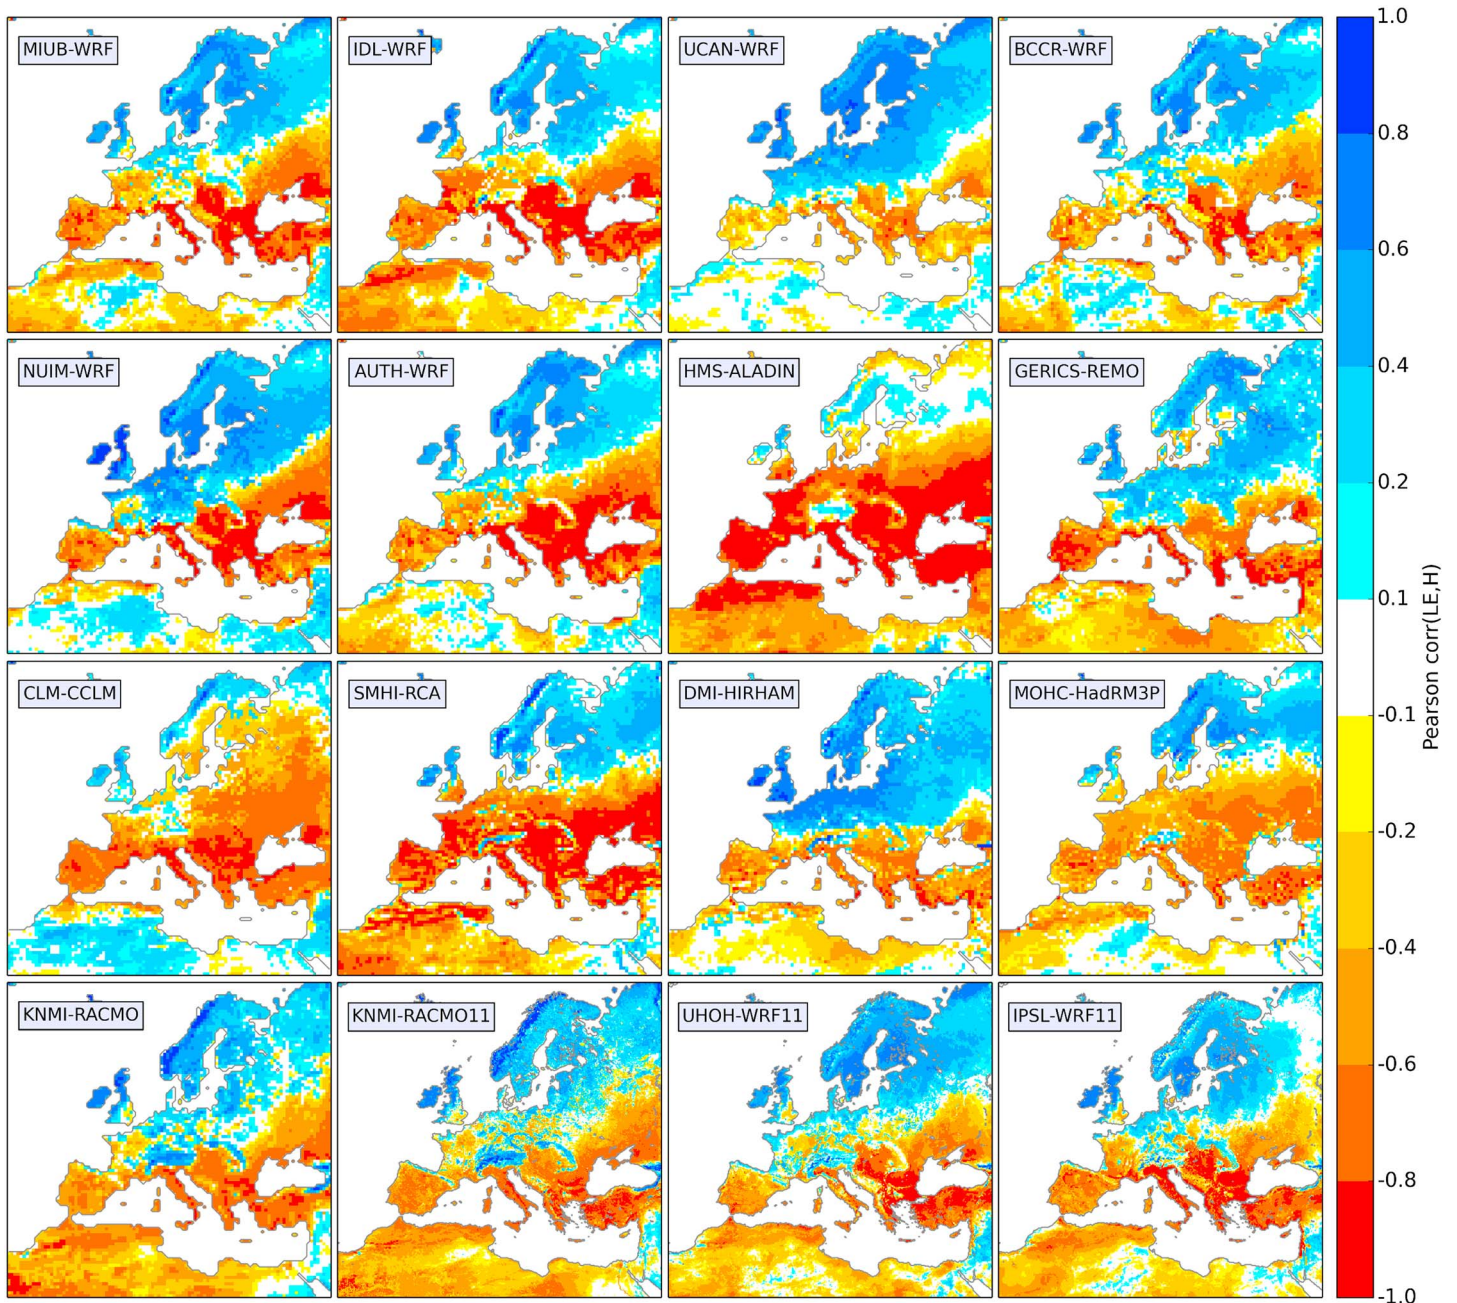 MIUB-WRF
IDL-WRF
UCAN-WRF
BCCR-WRF
NUIM-WRF
AUTH-WRF
HMS-ALADIN
GERICS-REMO
CLM-CCLM
SMHI-RCA
DMI-HIRHAM
MOHC-HadRM3P
KNMI-RACMO
KNMI-RACMO11
UHOH-WRF11
IPSL-WRF11
1.0
0.8
0.6
0.4
0.2
0.1
-0.1
-0.2
-0.4
-0.6
-0.8
-1.0
Pearson corr(LE,H)